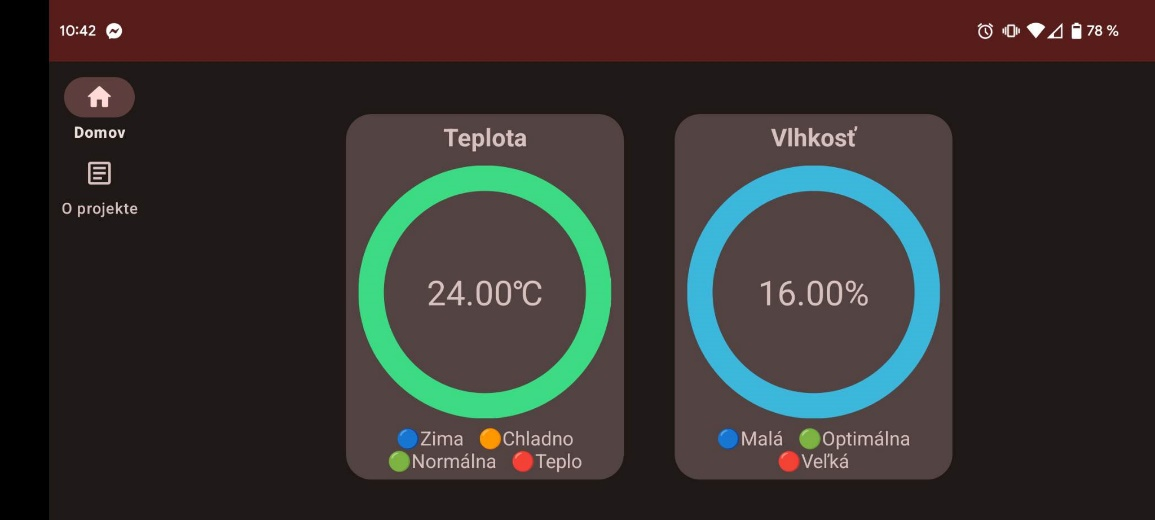 10:42
78 %
Domov
O projekte
Teplota
24.00°C
Zima Chladno
Normálna Teplo
Vlhkosť
16.00%
Malá Optimálna
Veľká